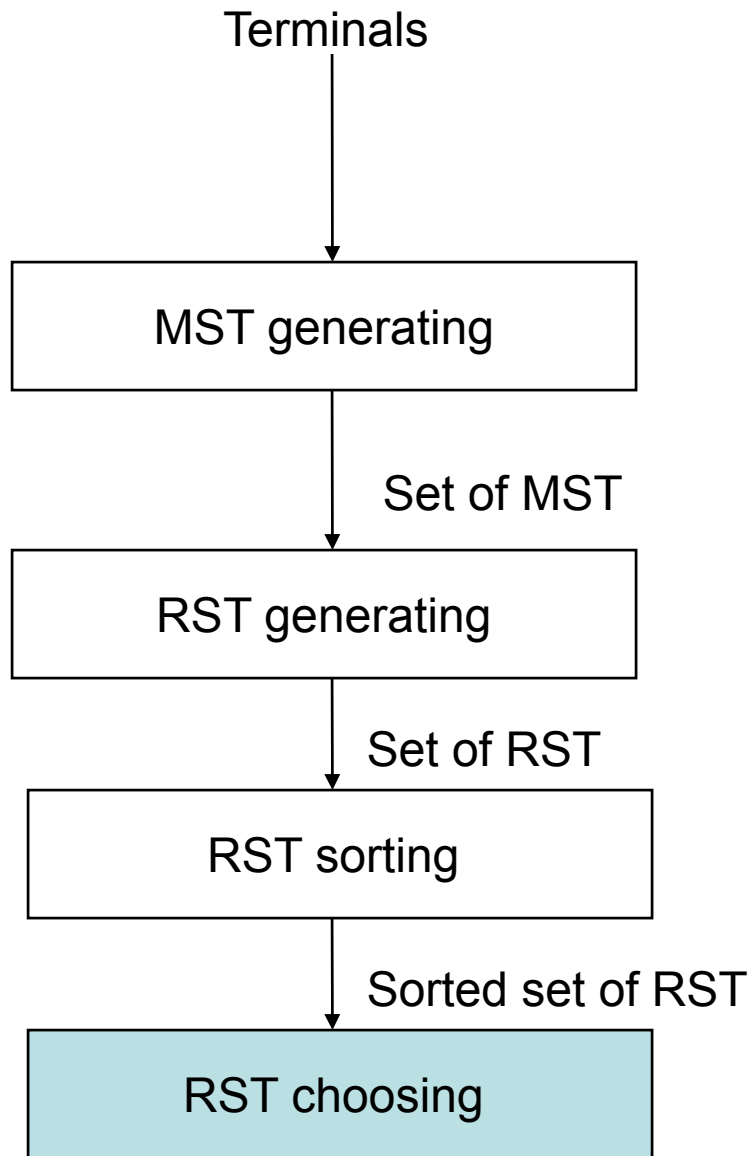 Terminals
MST generating
Set of MST
RST generating
Set of RST
RST sorting
Sorted set of RST
RST choosing